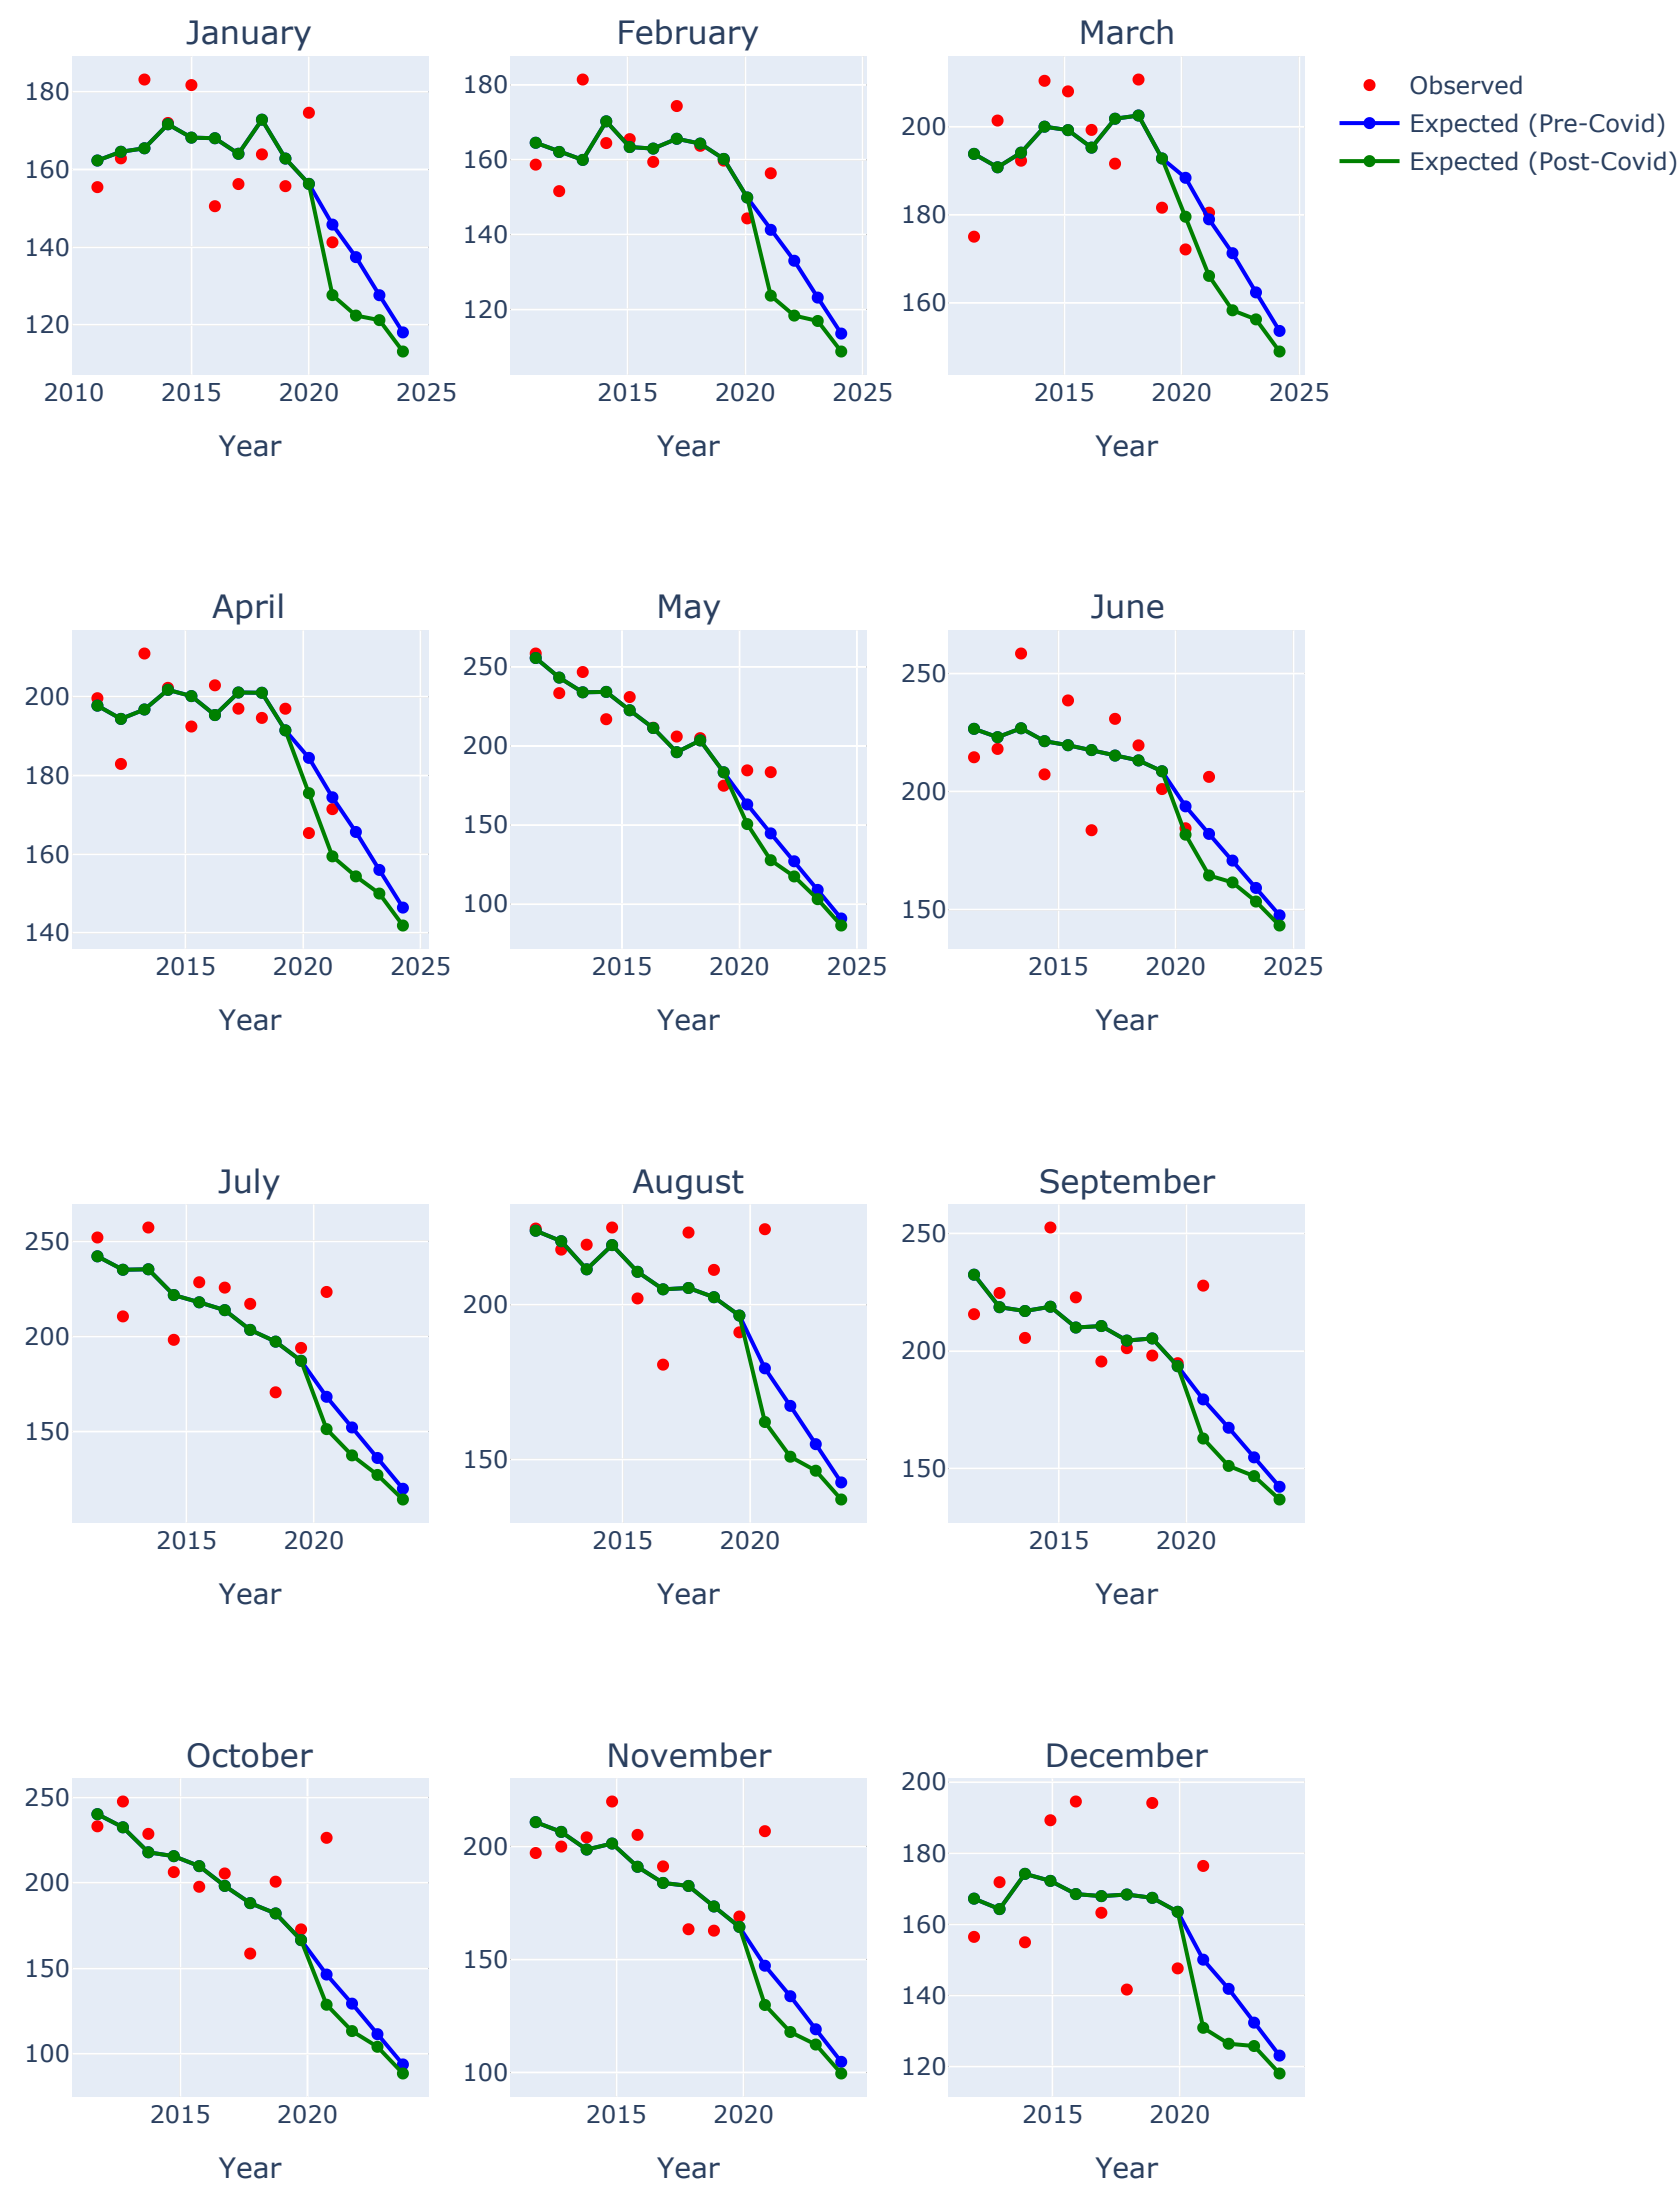 January
February
March
180
160
140
120
2010
2015
2020
2025
Year
180
160
140
120
2015
2020
2025
Year
200
180
160
2015
2020
2025
Year
Observed
Expected (Pre-Covid)
Expected (Post-Covid)
April
May
June
200
180
160
140
2015
2020
2025
Year
250
200
150
100
2015
2020
2025
Year
250
200
150
2015
2020
2025
Year
July
August
September
250
200
150
2015
2020
Year
200
150
2015
2020
Year
250
200
150
2015
2020
Year
October
November
December
250
200
150
100
2015
2020
Year
200
150
100
2015
2020
Year
200
180
160
140
120
2015
2020
Year